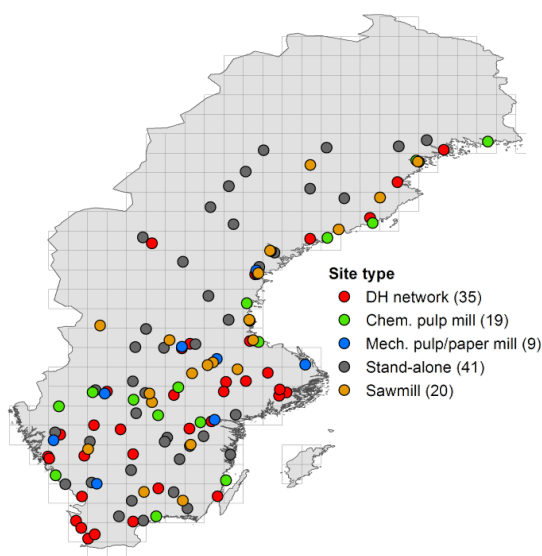 Site type
DH network (35)
Chem. pulp mill (19)
Mech. pulp/paper mill (9)
Stand-alone (41)
Sawmill (20)